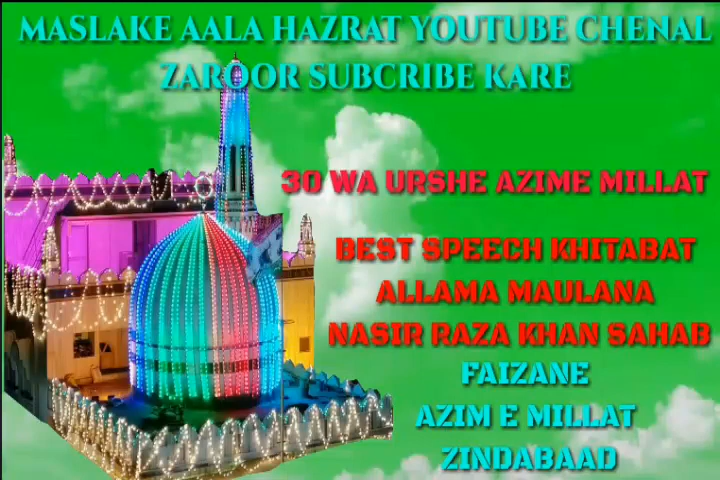 MASLAKE AALA HAZRAT YOUTUBE CHENAL
ZAROOR SUBCRIBE KARE
30 WA URSHE AZIME MILLAT
BEST SPEECH KHITABAT
ALLAMA MAULANA
NASIR RAZA KHAN SAHAB
FAIZANE
AZIM E MILLAT
ZINDABAAD